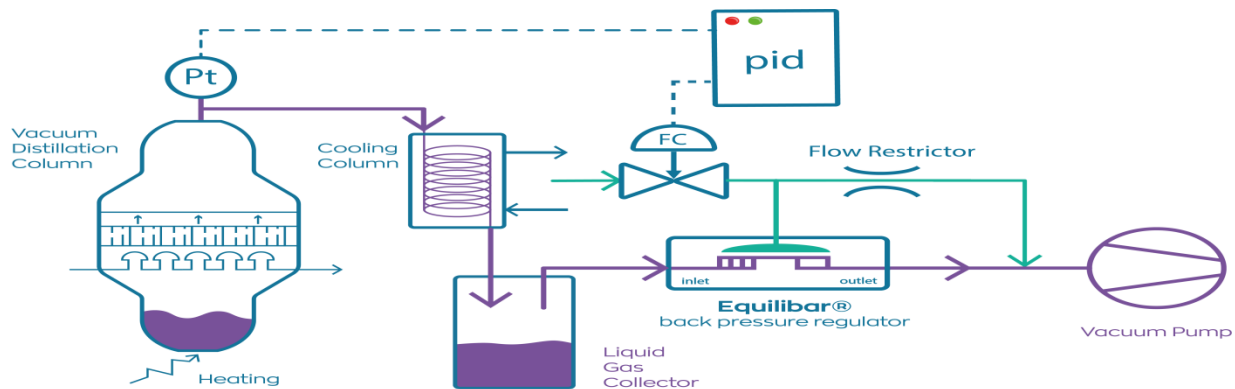 Pt
pid
Vacuum
Distillation
Column
Cooling
Column
FC
Flow Restrictor
inlet
outlet
Equilibar®
back pressure regulator
Vacuum Pump
Liquid
Gas
Collector
Heating